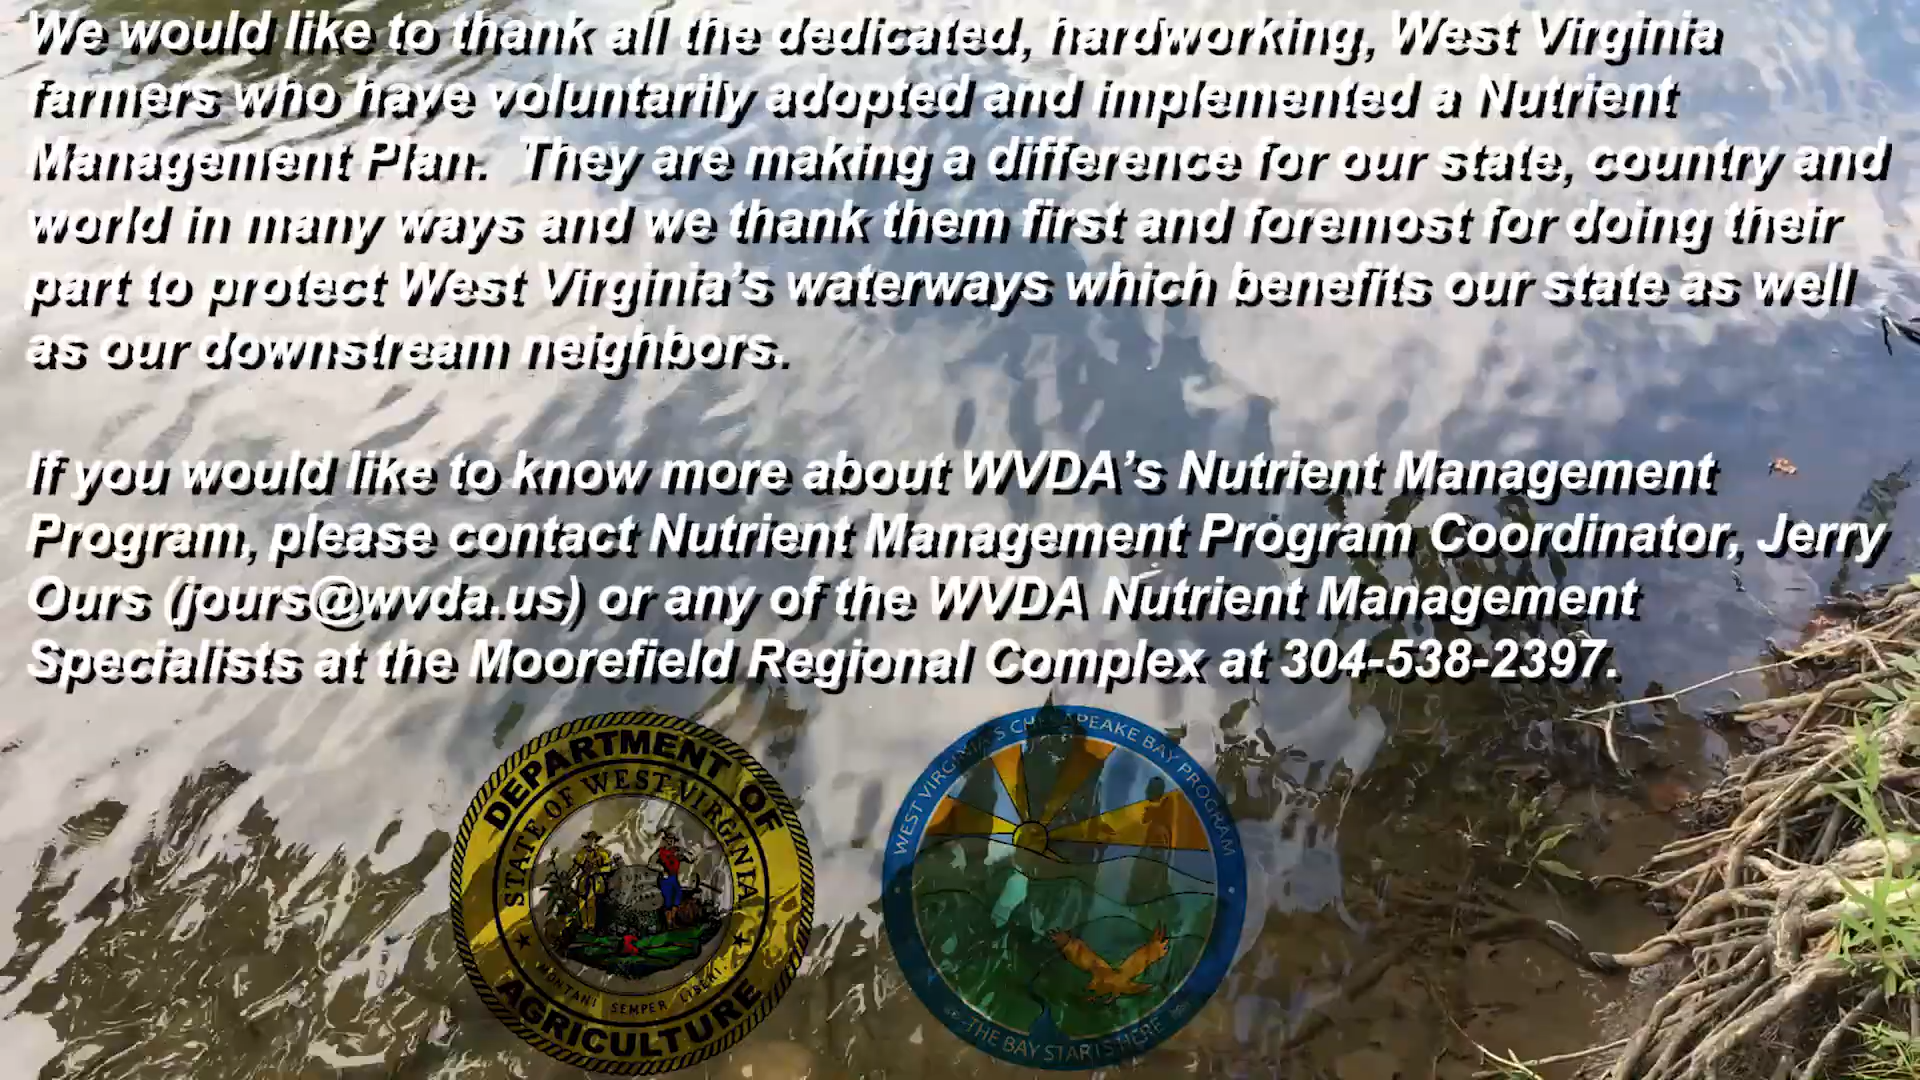 We would like to thank all the dedicated, hardworking, West Virginia
farmers who have voluntarily adopted and implemented a Nutrient
Management Plan.  They are making a difference for our state, country and
world in many ways and we thank them first and foremost for doing their
part to protect West Virginia’s waterways which benefits our state as well
as our downstream neighbors.
If you would like to know more about WVDA’s Nutrient Management
Program, please contact Nutrient Management Program Coordinator, Jerry
Ours (jours@wvda.us) or any of the WVDA Nutrient Management
Specialists at the Moorefield Regional Complex at 304-538-2397.
DEPARTMENT OF
STATE OF WEST VIRGINIA
JUNE
20
MONTANI SEMPER LIBERI
AGRICULTURE
WEST VIRGINIA'S CHESAPEAKE BAY PROGRAM
THE BAY STARTS HERE